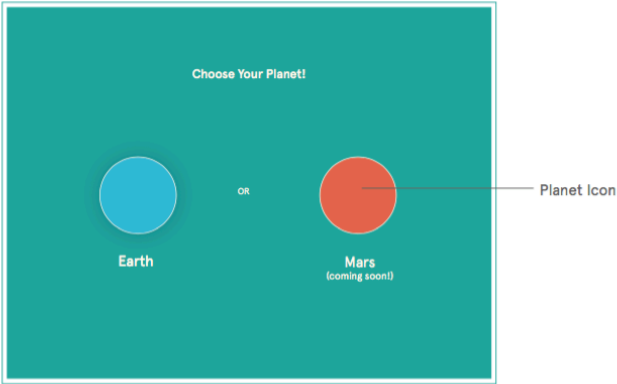 Choose Your Planet!
OR
Planet Icon
Earth
Mars
(coming soon!)